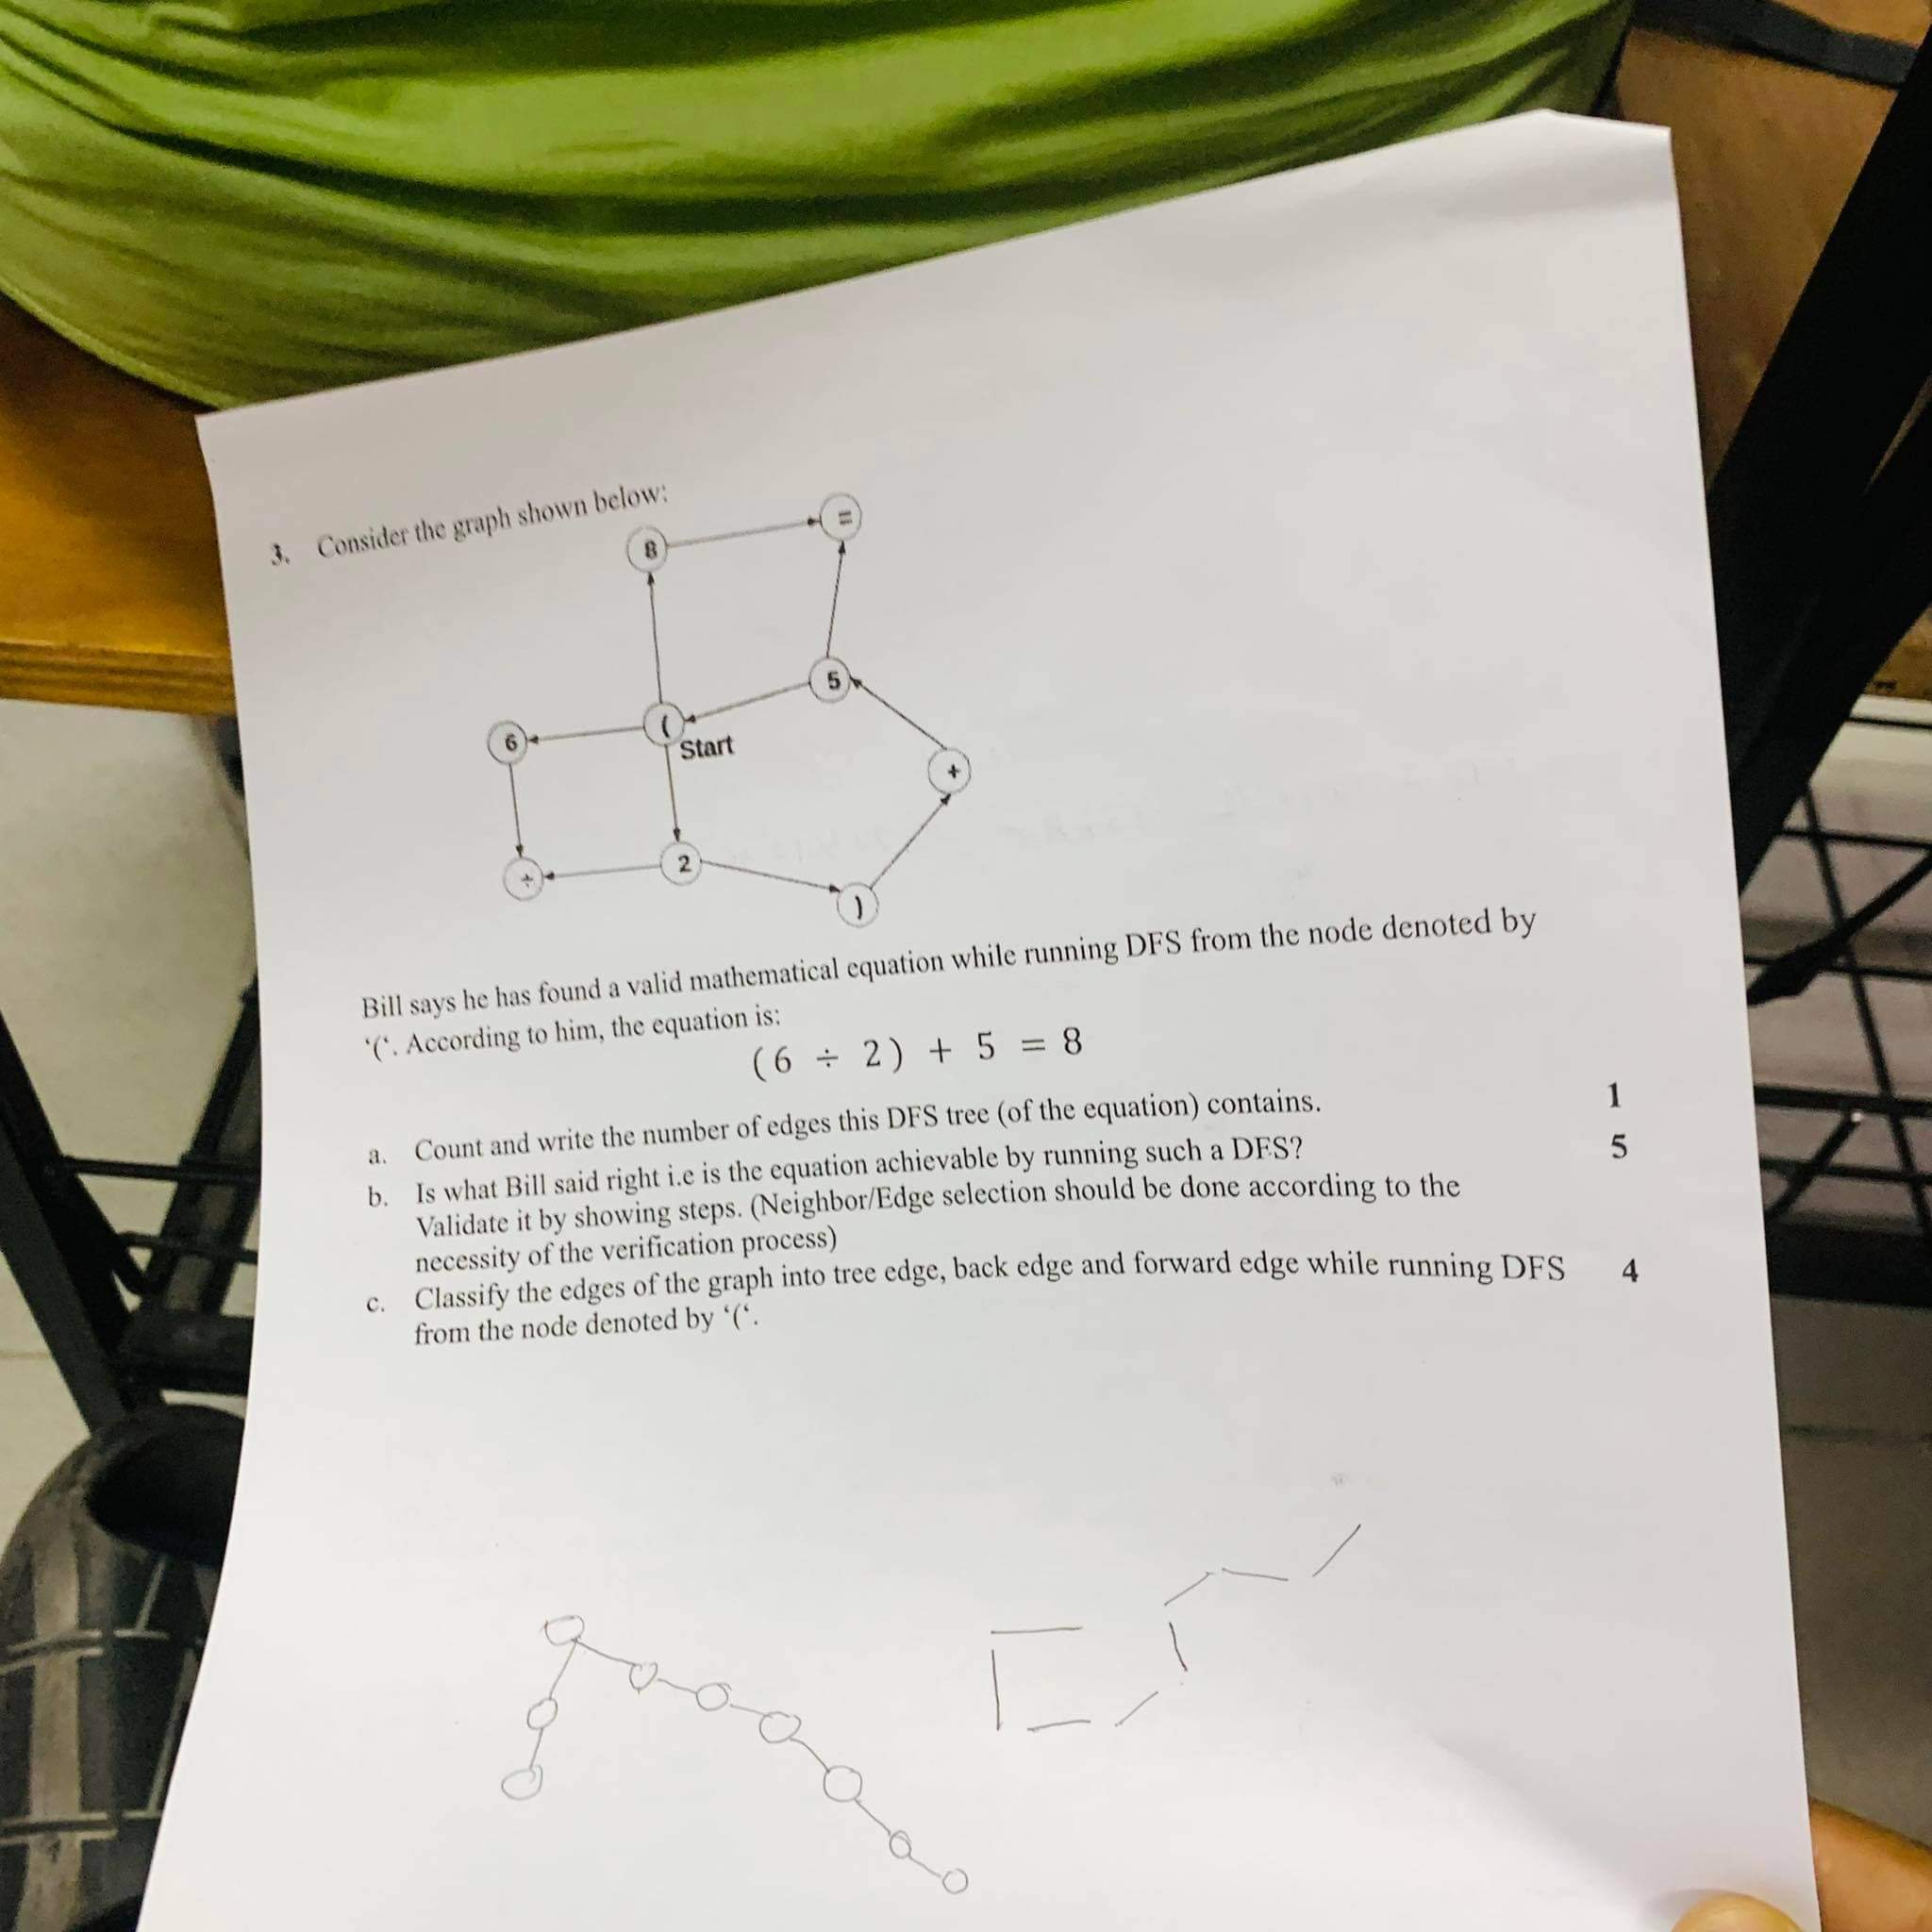 3. Consider the graph shown below:
8
=
5
(
Start
6
+
÷
2
)
Bill says he has found a valid mathematical equation while running DFS from the node denoted by
‘(‘. According to him, the equation is:
(6 ÷ 2) + 5 = 8
a. Count and write the number of edges this DFS tree (of the equation) contains. 1
b. Is what Bill said right i.e is the equation achievable by running such a DFS? 5
Validate it by showing steps. (Neighbor/Edge selection should be done according to the
necessity of the verification process)
c. Classify the edges of the graph into tree edge, back edge and forward edge while running DFS 4
from the node denoted by ‘(‘.